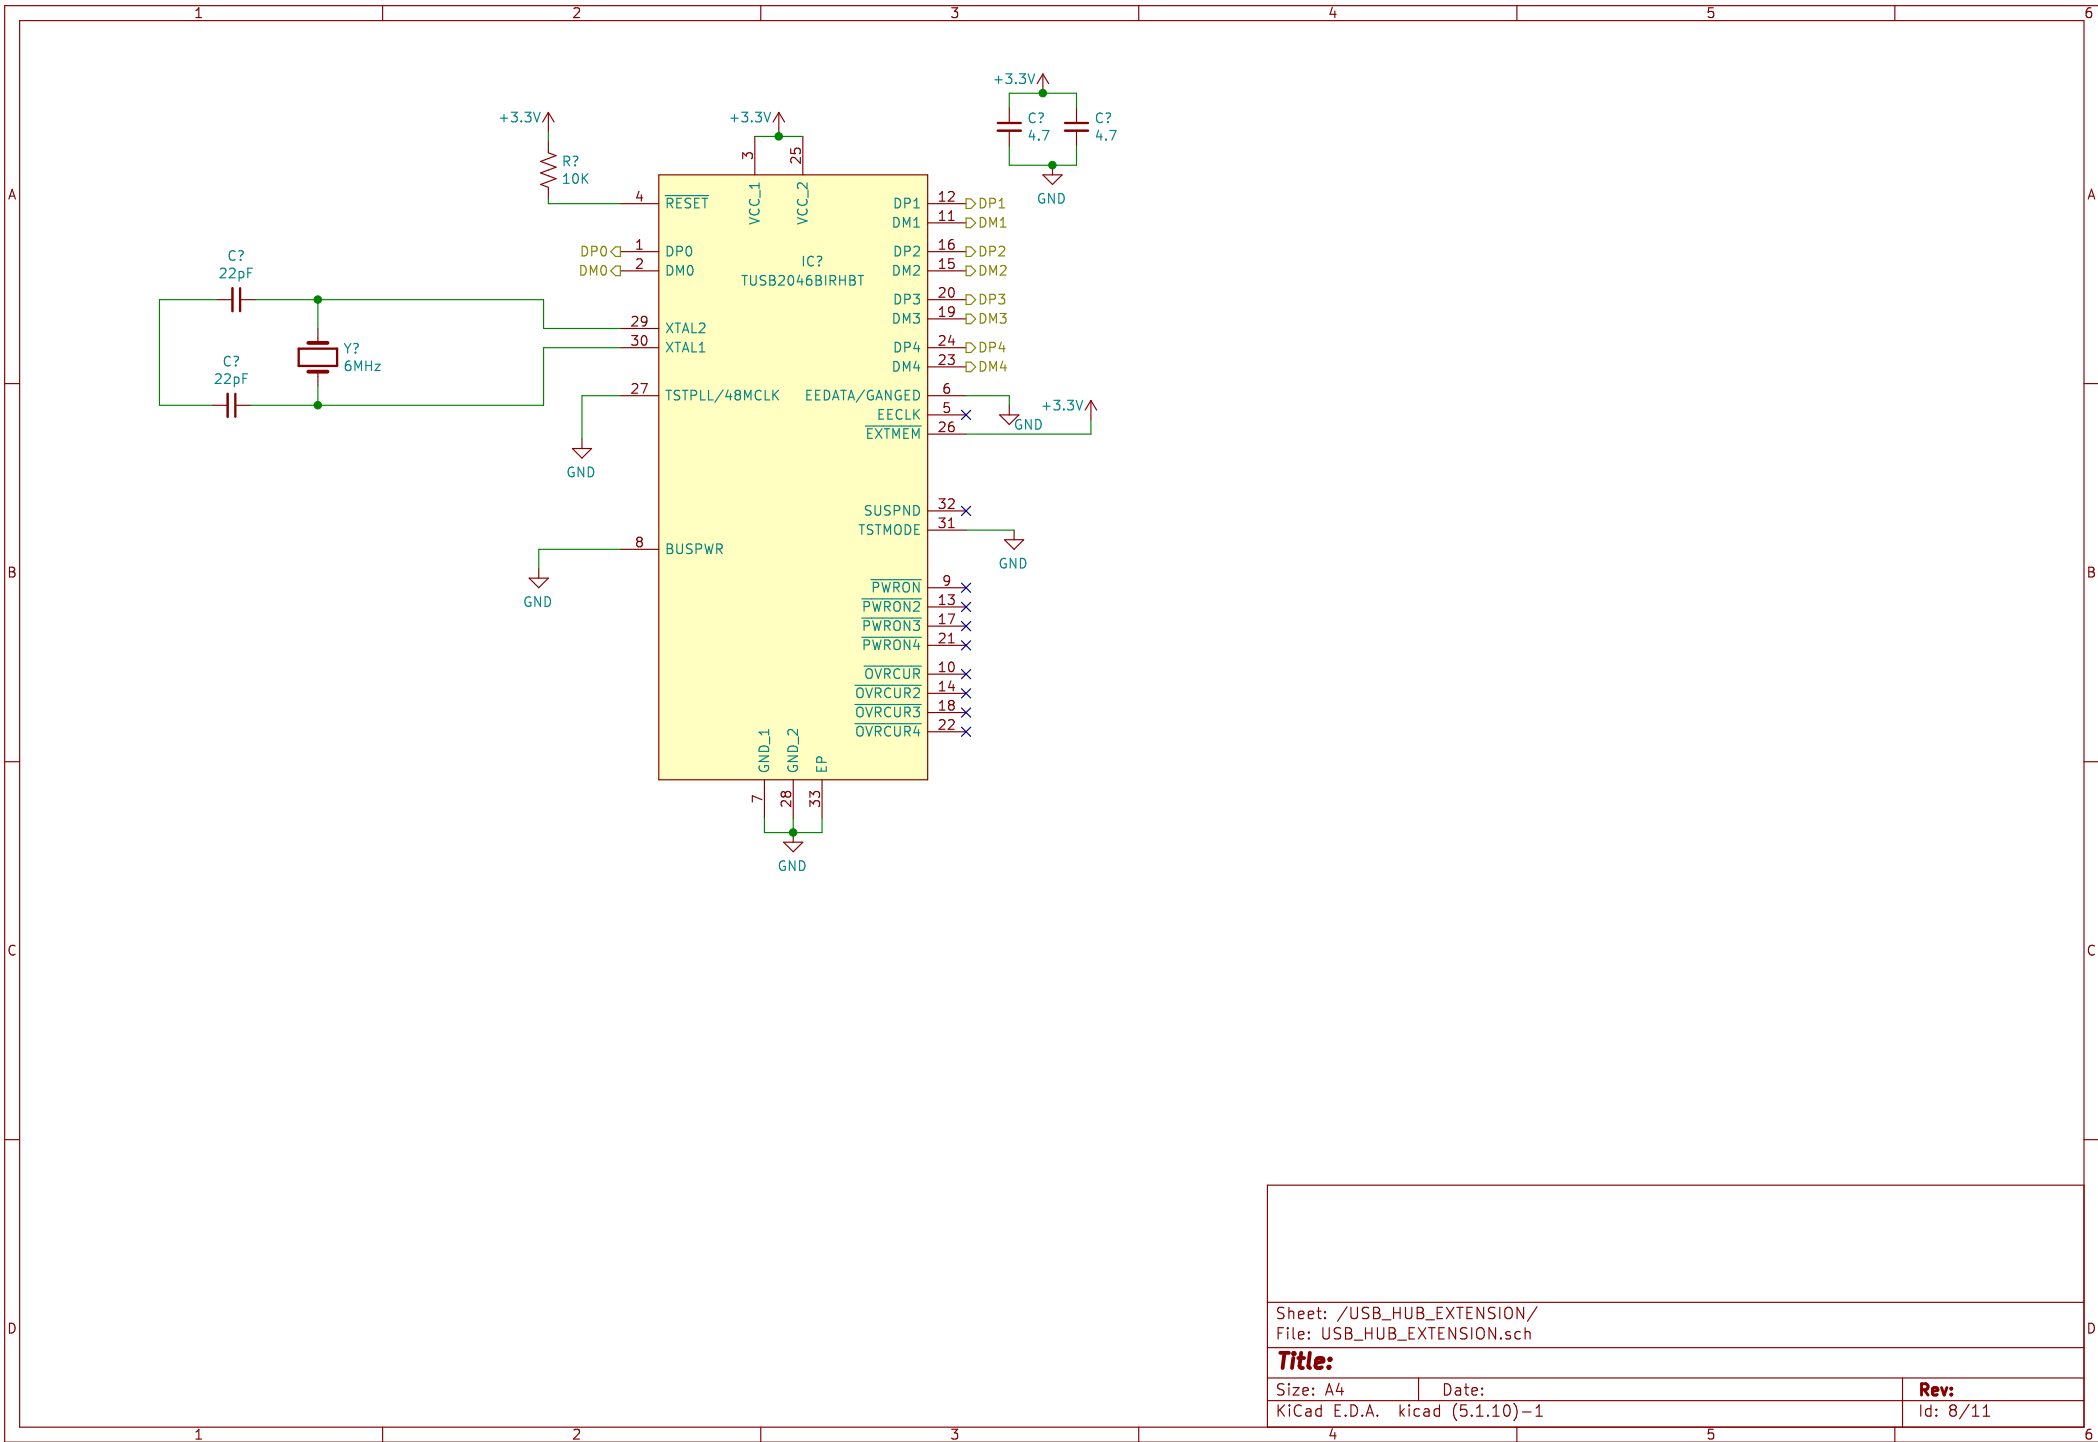 1 2 3 4 5 6
+3.3V
C? C?
4.7 4.7
GND
+3.3V
R?
10K
+3.3V
3 25
VCC_1 VCC_2
A A
4 RESET
DP0 1 DP0
DM0 2 DM0
IC?
TUSB2046BIRHBT
DP1 12 DP1
DM1 11 DM1
DP2 16 DP2
DM2 15 DM2
DP3 20 DP3
DM3 19 DM3
DP4 24 DP4
DM4 23 DM4
C?
22pF
29 XTAL2
30 XTAL1
Y?
6MHz
C?
22pF
27 TSTPLL/48MCLK
GND
EEDATA/GANGED 6
EECLK 5
EXTMEM 26
GND
+3.3V
SUSPND 32
TSTMODE 31
GND
8 BUSPWR
GND
B B
PWRON 9
PWRON2 13
PWRON3 17
PWRON4 21
OVRCUR 10
OVRCUR2 14
OVRCUR3 18
OVRCUR4 22
GND_1 GND_2 EP
7 28 33
GND
C C
D D
Sheet: /USB_HUB_EXTENSION/
File: USB_HUB_EXTENSION.sch
Title:
Size: A4 Date: Rev:
KiCad E.D.A. kicad (5.1.10)-1 Id: 8/11
1 2 3 4 5 6